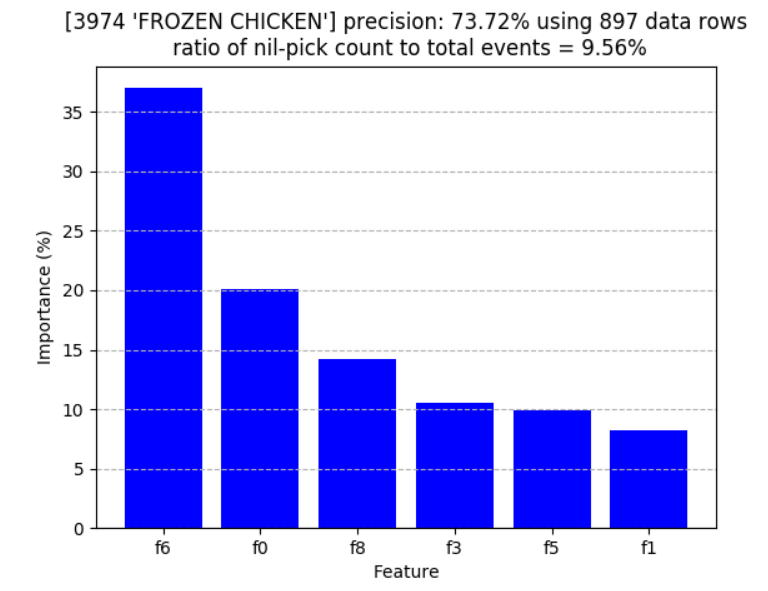 [3974 'FROZEN CHICKEN'] precision: 73.72% using 897 data rows
ratio of nil-pick count to total events = 9.56%
35
30
25
20
15
10
5
0
Importance (%)
f6 f0 f8 f3 f5 f1
Feature